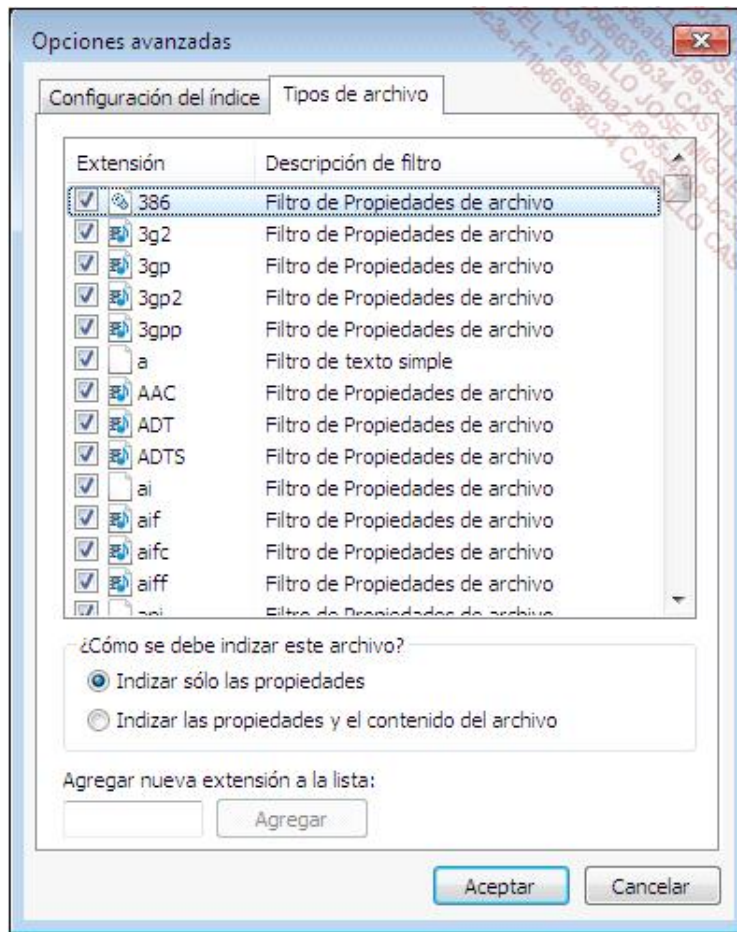 Opciones avanzadas
Configuración del índice Tipos de archivo
Extensión Descripción de filtro
386 Filtro de Propiedades de archivo
3g2 Filtro de Propiedades de archivo
3gp Filtro de Propiedades de archivo
3gp2 Filtro de Propiedades de archivo
3gpp Filtro de Propiedades de archivo
a Filtro de texto simple
AAC Filtro de Propiedades de archivo
ADT Filtro de Propiedades de archivo
ADTS Filtro de Propiedades de archivo
ai Filtro de Propiedades de archivo
aif Filtro de Propiedades de archivo
aifc Filtro de Propiedades de archivo
aiff Filtro de Propiedades de archivo
Filtro de Propiedades de archivo
¿Cómo se debe indizar este archivo?
Indizar sólo las propiedades
Indizar las propiedades y el contenido del archivo
Agregar nueva extensión a la lista:
Agregar
Aceptar Cancelar